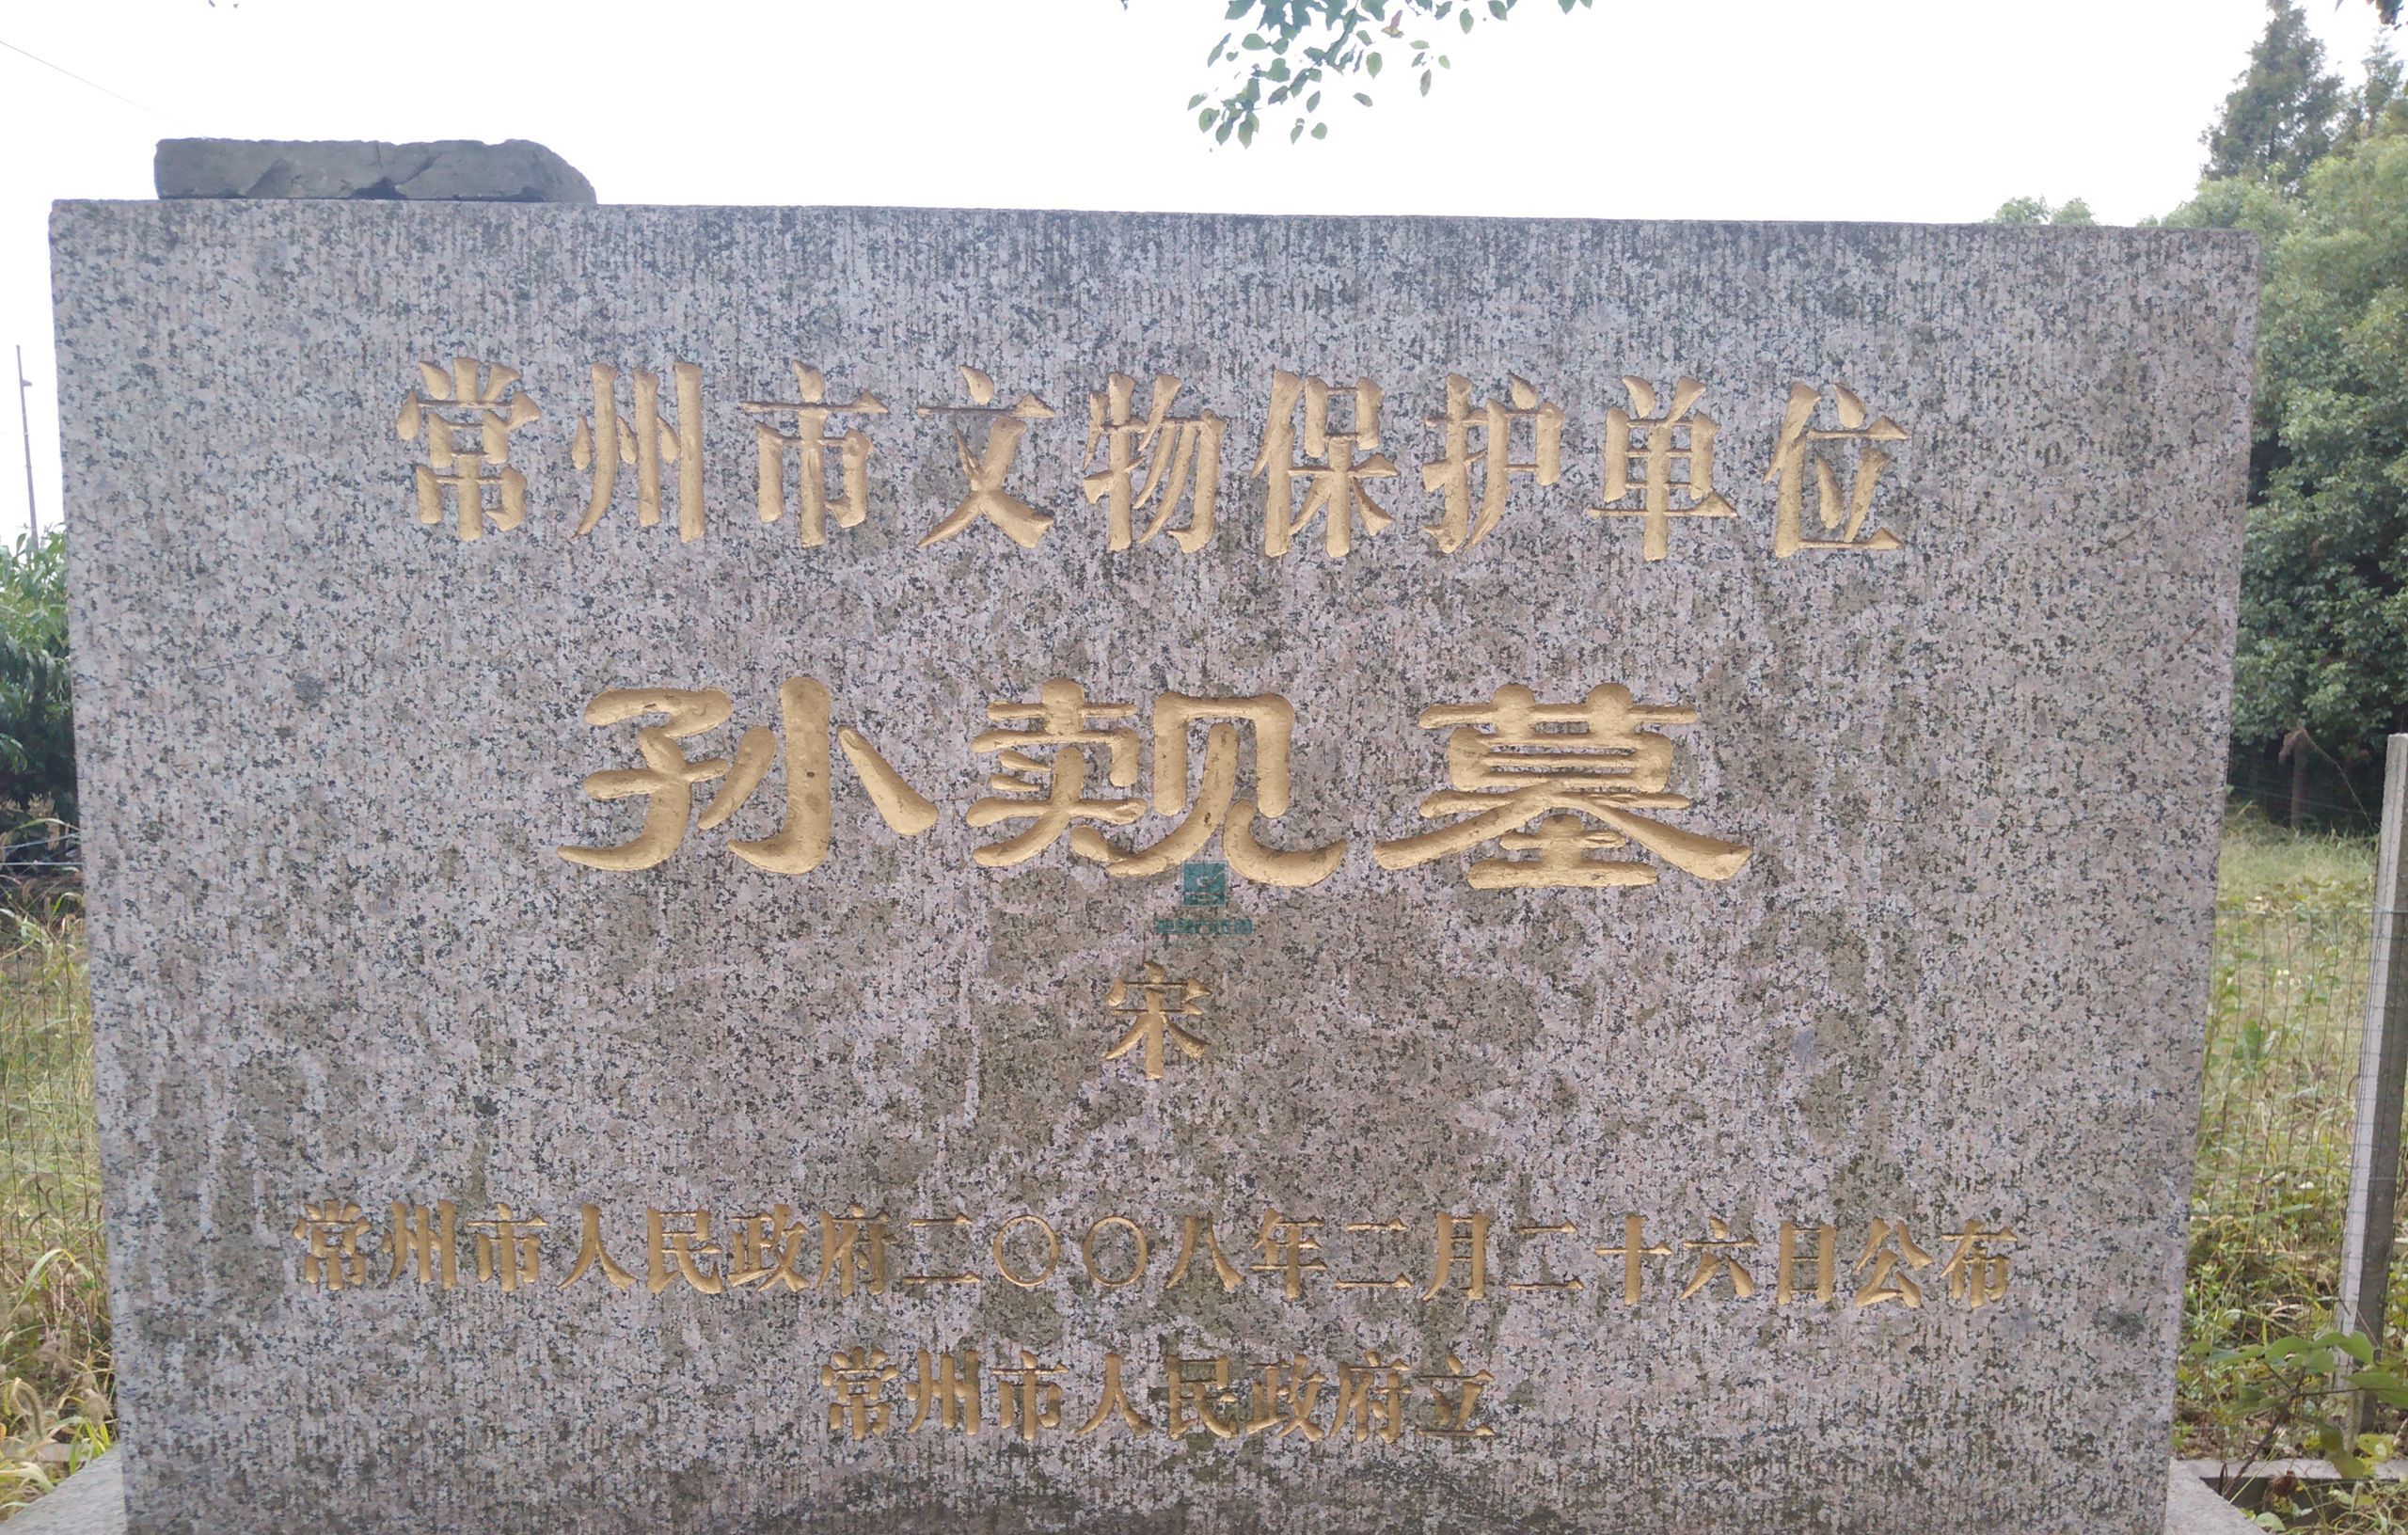 常州市文物保护单位
孙觌墓
宋
常州市人民政府二〇〇八年二月二十六日公布
常州市人民政府立